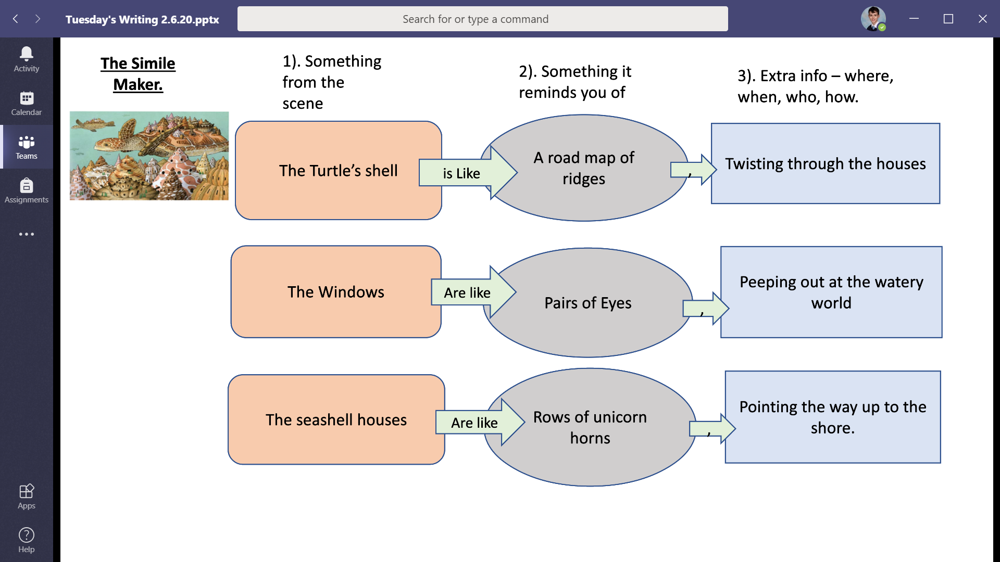 Tuesday's Writing 2.6.20.pptx
Search for or type a command
Activity
Calendar
Teams
Assignments
Apps
Help
The Simile
Maker.
1). Something
from the
scene
2). Something it
reminds you of
3). Extra info – where,
when, who, how.
The Turtle’s shell
is Like
A road map of
ridges
,
Twisting through the houses
The Windows
Are like
Pairs of Eyes
,
Peeping out at the watery
world
The seashell houses
Are like
Rows of unicorn
horns
,
Pointing the way up to the
shore.